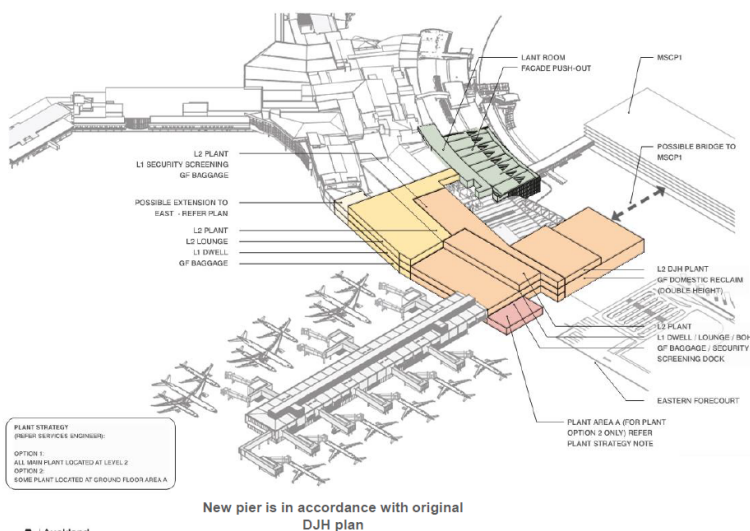 LANT ROOM
FACADE PUSH-OUT
MSCP1
POSSIBLE BRIDGE TO
MSCP1
L2 PLANT
L1 SECURITY SCREENING
GF BAGGAGE
POSSIBLE EXTENSION TO
EAST - REFER PLAN
L2 PLANT
L2 LOUNGE
L1 DWELL
GF BAGGAGE
L2 DJH PLANT
GF DOMESTIC RECLAIM
(DOUBLE HEIGHT)
L2 PLANT
L1 DWELL / LOUNGE / BOH
GF BAGGAGE / SECURITY
SCREENING DOCK
EASTERN FORECOURT
PLANT AREA A (FOR PLANT
OPTION 2 ONLY) REFER
PLANT STRATEGY NOTE
PLANT STRATEGY
(REFER SERVICES ENGINEER):
OPTION 1:
ALL MAIN PLANT LOCATED AT LEVEL 2
OPTION 2:
SOME PLANT LOCATED AT GROUND FLOOR AREA A
New pier is in accordance with original
DJH plan
Auckland